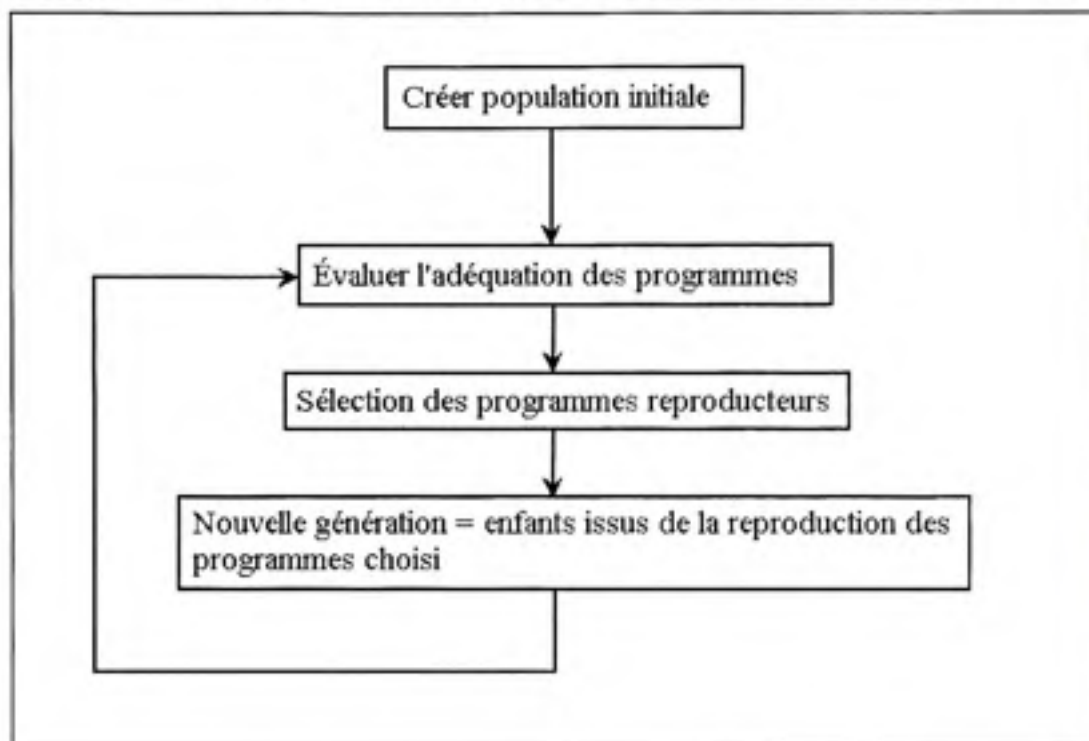 Créer population initiale
Évaluer l'adéquation des programmes
Sélection des programmes reproducteurs
Nouvelle génération = enfants issus de la reproduction des
programmes choisi